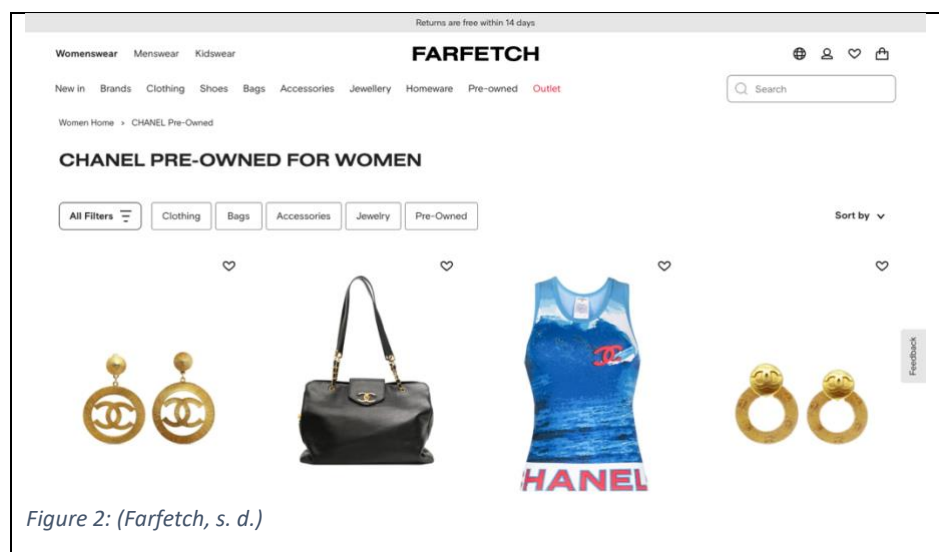 Returns are free within 14 days
Womenswear Menswear Kidswear FARFETCH
New in Brands Clothing Shoes Bags Accessories Jewellery Homeware Pre-owned Outlet Search
Women Home > CHANEL Pre-Owned
CHANEL PRE-OWNED FOR WOMEN
All Filters Clothing Bags Accessories Jewelry Pre-Owned Sort by
Feedback
CHANEL
Figure 2: (Farfetch, s. d.)